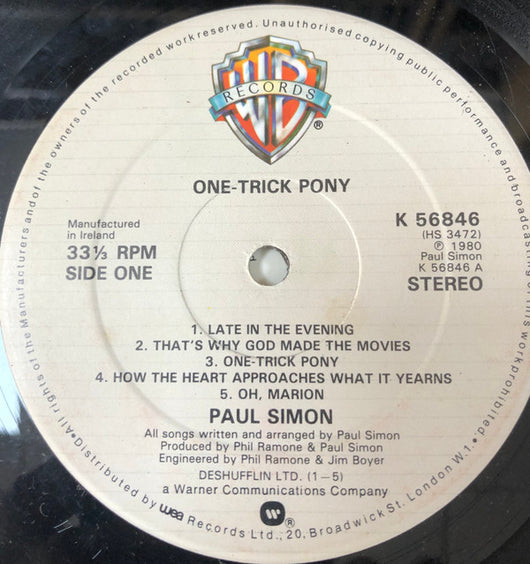 All rights of the Manufacturers and of the owners of the recorded work reserved. Unauthorised copying public performance and broadcasting of this work prohibited.
WB
RECORDS
®
ONE-TRICK PONY
Manufactured
in Ireland
33⅓ RPM
SIDE ONE
K 56846
(HS 3472)
℗ 1980
Paul Simon
K 56846 A
STEREO
1. LATE IN THE EVENING
2. THAT'S WHY GOD MADE THE MOVIES
3. ONE-TRICK PONY
4. HOW THE HEART APPROACHES WHAT IT YEARNS
5. OH, MARION
PAUL SIMON
All songs written and arranged by Paul Simon
Produced by Phil Ramone & Paul Simon
Engineered by Phil Ramone & Jim Boyer
DESHUFFLIN LTD. (1–5)
a Warner Communications Company
®
•Distributed by wea Records Ltd., 20, Broadwick St. London W.1.•